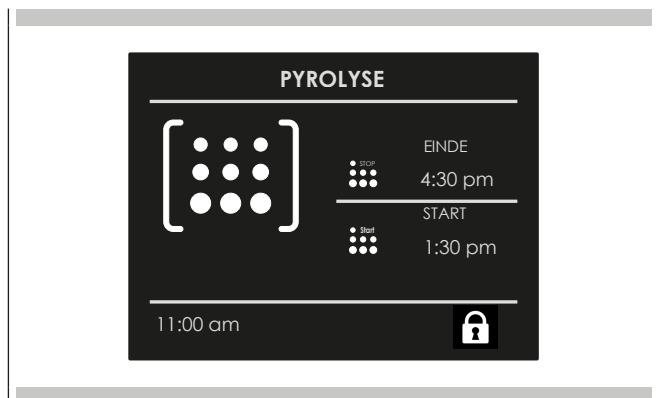 PYROLYSE
EINDE
STOP
4:30 pm
START
Start
1:30 pm
11:00 am